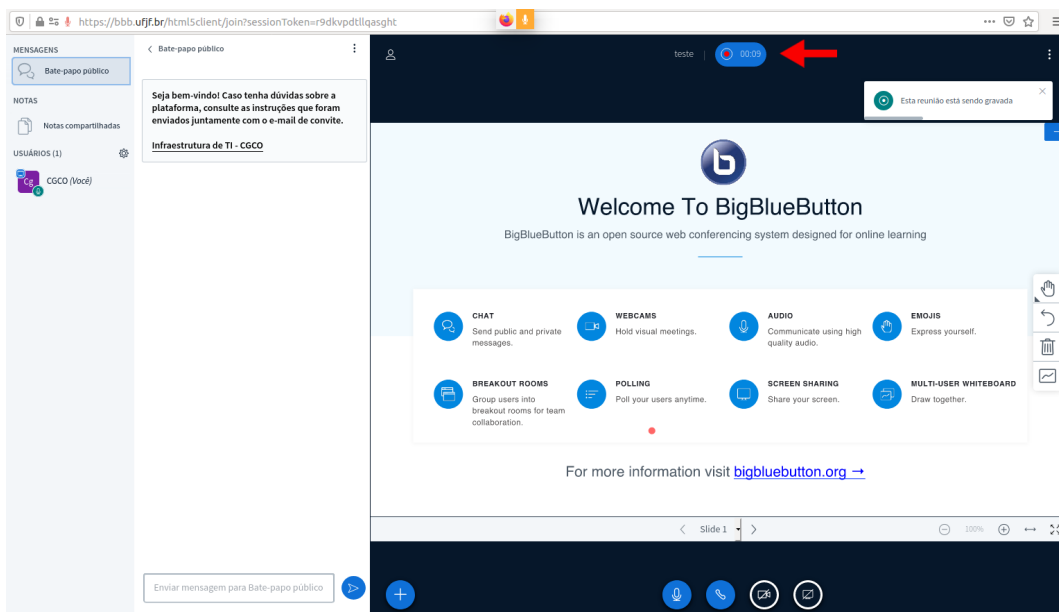 https://bbb.ufjf.br/html5client/join?sessionToken=r9dkvpdtllqasght
MENSAGENS
Bate-papo público
NOTAS
Notas compartilhadas
USUÁRIOS (1)
Cg
CGCO (Você)
Bate-papo público
Seja bem-vindo! Caso tenha dúvidas sobre a
plataforma, consulte as instruções que foram
enviados juntamente com o e-mail de convite.
Infraestrutura de TI - CGCO
Enviar mensagem para Bate-papo público
teste
00:09
Esta reunião está sendo gravada
b
Welcome To BigBlueButton
BigBlueButton is an open source web conferencing system designed for online learning
CHAT
Send public and private
messages.
WEBCAMS
Hold visual meetings.
AUDIO
Communicate using high
quality audio.
EMOJIS
Express yourself.
BREAKOUT ROOMS
Group users into
breakout rooms for team
collaboration.
POLLING
Poll your users anytime.
SCREEN SHARING
Share your screen.
MULTI-USER WHITEBOARD
Draw together.
For more information visit bigbluebutton.org →
Slide 1
100%